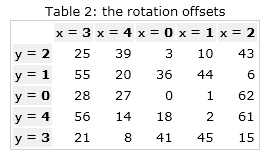 Table 2: the rotation offsets
x = 3 x = 4 x = 0 x = 1 x = 2
y = 2 25 39 3 10 43
y = 1 55 20 36 44 6
y = 0 28 27 0 1 62
y = 4 56 14 18 2 61
y = 3 21 8 41 45 15